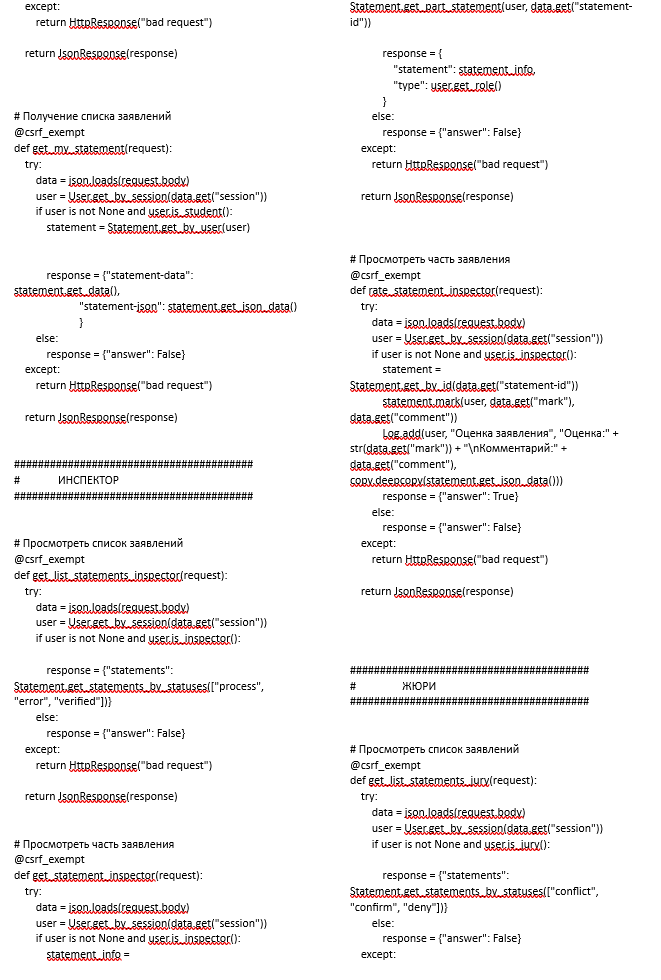 except:
        return HttpResponse("bad request")

    return JsonResponse(response)


# Получение списка заявлений
@csrf_exempt
def get_my_statement(request):
    try:
        data = json.loads(request.body)
        user = User.get_by_session(data.get("session"))
        if user is not None and user.is_student():
            statement = Statement.get_by_user(user)


            response = {"statement-data":
statement.get_data(),
                        "statement-json": statement.get_json_data()
                        }
        else:
            response = {"answer": False}
    except:
        return HttpResponse("bad request")

    return JsonResponse(response)


########################################
#             ИНСПЕКТОР
########################################


# Просмотреть список заявлений
@csrf_exempt
def get_list_statements_inspector(request):
    try:
        data = json.loads(request.body)
        user = User.get_by_session(data.get("session"))
        if user is not None and user.is_inspector():

            response = {"statements":
Statement.get_statements_by_statuses(["process",
"error", "verified"])}
        else:
            response = {"answer": False}
    except:
        return HttpResponse("bad request")

    return JsonResponse(response)


# Просмотреть часть заявления
@csrf_exempt
def get_statement_inspector(request):
    try:
        data = json.loads(request.body)
        user = User.get_by_session(data.get("session"))
        if user is not None and user.is_inspector():
            statement_info =
Statement.get_part_statement(user, data.get("statement-
id"))

            response = {
                "statement": statement_info,
                "type": user.get_role()
            }
        else:
            response = {"answer": False}
    except:
        return HttpResponse("bad request")

    return JsonResponse(response)


# Просмотреть часть заявления
@csrf_exempt
def rate_statement_inspector(request):
    try:
        data = json.loads(request.body)
        user = User.get_by_session(data.get("session"))
        if user is not None and user.is_inspector():
            statement =
Statement.get_by_id(data.get("statement-id"))
            statement.mark(user, data.get("mark"),
data.get("comment"))
            Log.add(user, "Оценка заявления", "Оценка:" +
str(data.get("mark")) + "\nКомментарий:" +
data.get("comment"),
copy.deepcopy(statement.get_json_data()))
            response = {"answer": True}
        else:
            response = {"answer": False}
    except:
        return HttpResponse("bad request")

    return JsonResponse(response)


########################################
#                ЖЮРИ
########################################


# Просмотреть список заявлений
@csrf_exempt
def get_list_statements_jury(request):
    try:
        data = json.loads(request.body)
        user = User.get_by_session(data.get("session"))
        if user is not None and user.is_jury():

            response = {"statements":
Statement.get_statements_by_statuses(["conflict",
"confirm", "deny"])}
        else:
            response = {"answer": False}
    except: